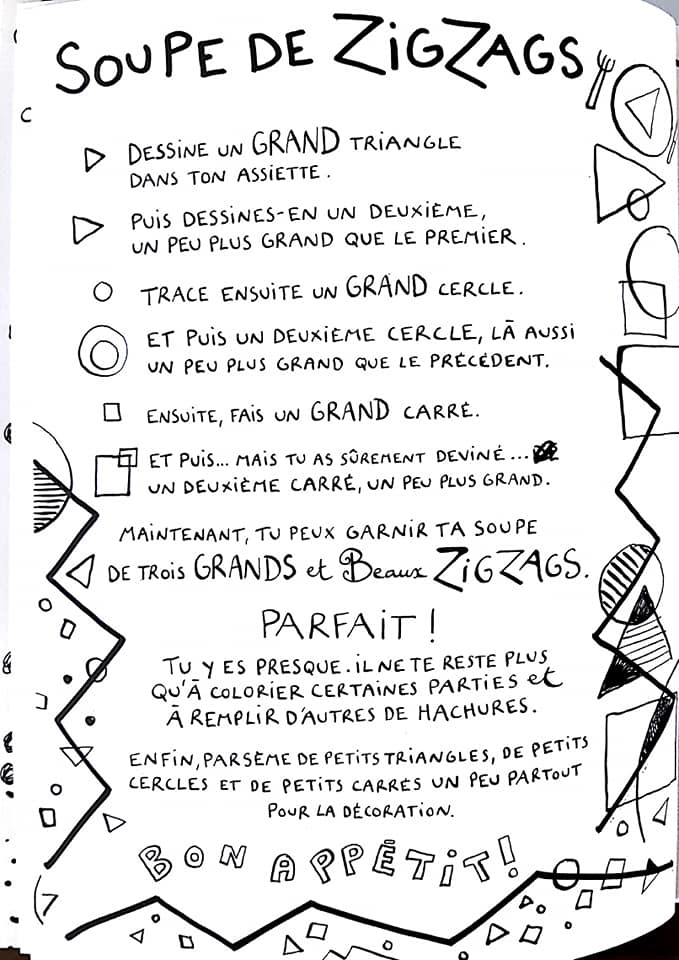 SOUPE DE ZiGZAGS
DESSINE UN GRAND TRIANGLE
DANS TON ASSIETTE.
PUIS DESSINES-EN UN DEUXIÈME,
UN PEU PLUS GRAND QUE LE PREMIER.
TRACE ENSUITE UN GRAND CERCLE.
ET PUIS UN DEUXIÈME CERCLE, LÀ AUSSI
UN PEU PLUS GRAND QUE LE PRÉCÉDENT.
ENSUITE, FAIS UN GRAND CARRÉ.
ET PUIS... MAIS TU AS SÛREMENT DEVINÉ...
UN DEUXIÈME CARRÉ, UN PEU PLUS GRAND.
MAINTENANT, TU PEUX GARNIR TA SOUPE
DE TROIS GRANDS et Beaux ZiGZAGS.
PARFAiT!
TU Y ES PRESQUE. iL NE TE RESTE PLUS
QU'À COLORIER CERTAINES PARTIES et
À REMPLIR D'AUTRES DE HACHURES.
ENFIN, PARSÈME DE PETITS TRIANGLES, DE PETITS
CERCLES ET DE PETITS CARRÉS UN PEU PARTOUT
POUR LA DÉCORATION.
BON APPÉTiT!
7